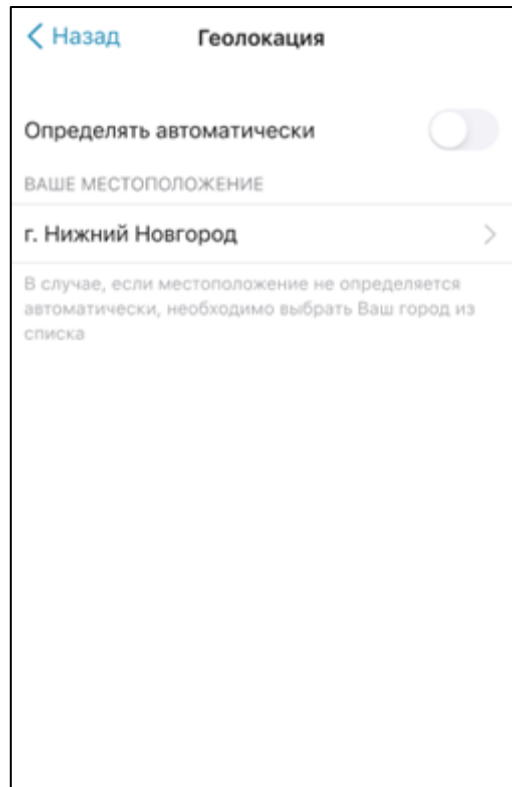 Назад Геолокация
Определять автоматически
ВАШЕ МЕСТОПОЛОЖЕНИЕ
г. Нижний Новгород
В случае, если местоположение не определяется
автоматически, необходимо выбрать Ваш город из
списка